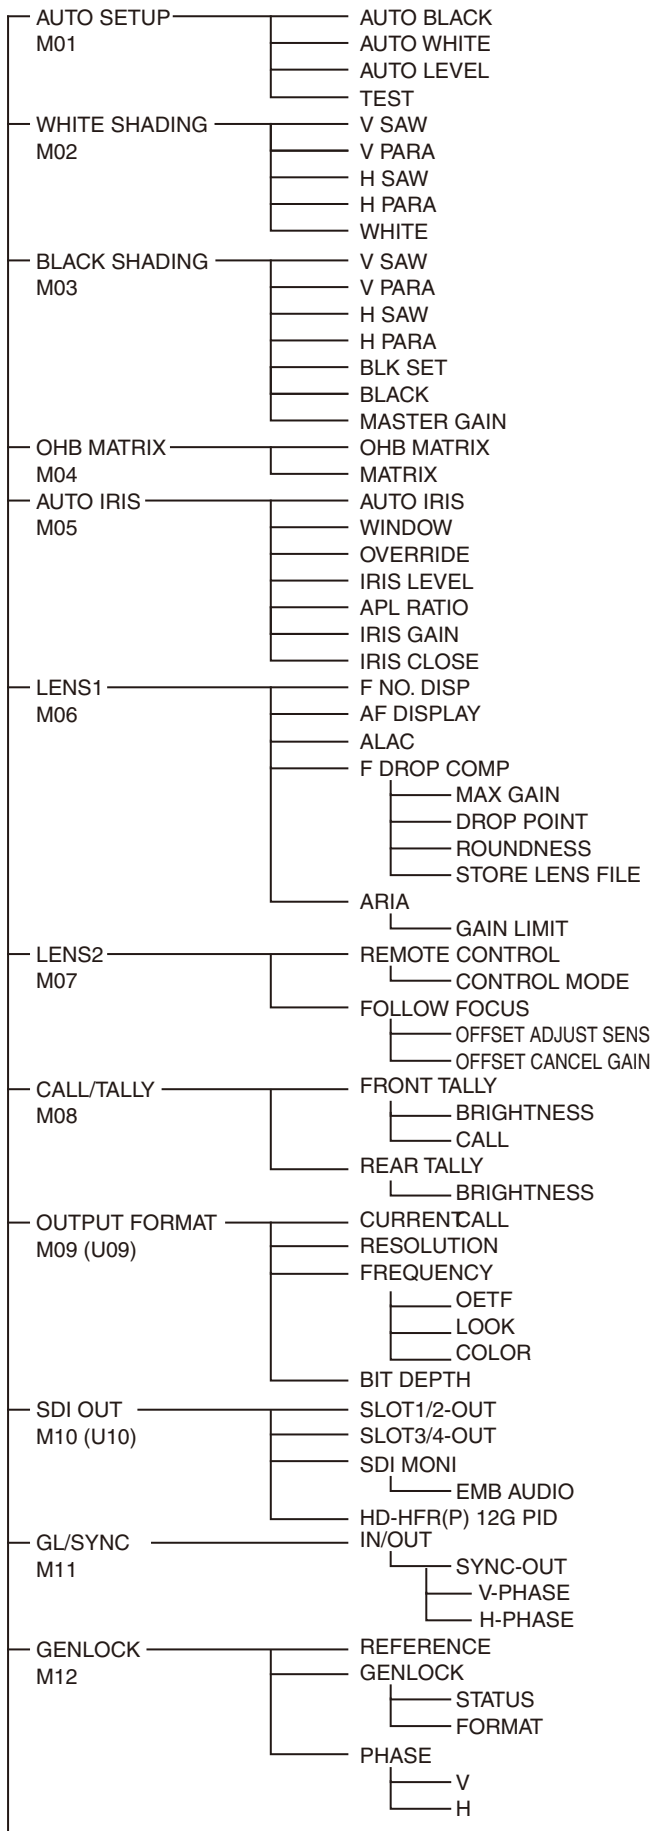 AUTO SETUP AUTO BLACK
M01 AUTO WHITE
AUTO LEVEL
TEST
WHITE SHADING V SAW
M02 V PARA
H SAW
H PARA
WHITE
BLACK SHADING V SAW
M03 V PARA
H SAW
H PARA
BLK SET
BLACK
MASTER GAIN
OHB MATRIX OHB MATRIX
M04 MATRIX
AUTO IRIS AUTO IRIS
M05 WINDOW
OVERRIDE
IRIS LEVEL
APL RATIO
IRIS GAIN
IRIS CLOSE
LENS1 F NO. DISP
M06 AF DISPLAY
ALAC
F DROP COMP
MAX GAIN
DROP POINT
ROUNDNESS
STORE LENS FILE
ARIA
GAIN LIMIT
LENS2 REMOTE CONTROL
M07 CONTROL MODE
FOLLOW FOCUS
OFFSET ADJUST SENS
OFFSET CANCEL GAIN
CALL/TALLY FRONT TALLY
M08 BRIGHTNESS
CALL
REAR TALLY
BRIGHTNESS
OUTPUT FORMAT CURRENT CALL
M09 (U09) RESOLUTION
FREQUENCY
OETF
LOOK
COLOR
BIT DEPTH
SDI OUT SLOT1/2-OUT
M10 (U10) SLOT3/4-OUT
SDI MONI
EMB AUDIO
HD-HFR(P) 12G PID
GL/SYNC IN/OUT
M11 SYNC-OUT
V-PHASE
H-PHASE
GENLOCK REFERENCE
M12 GENLOCK
STATUS
FORMAT
PHASE
V
H